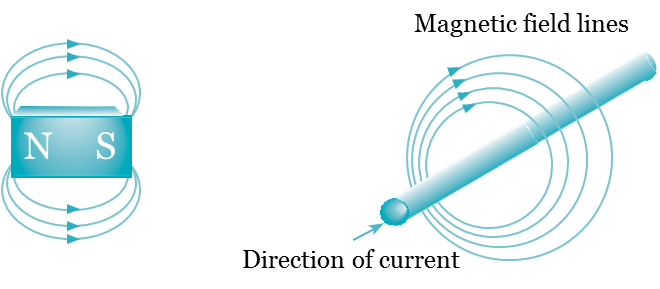 Magnetic field lines
N S
Direction of current